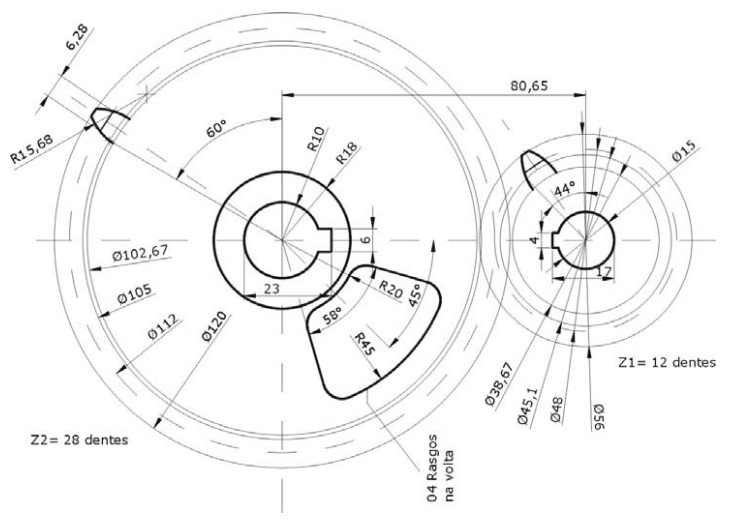 6,28
80,65
R15,68
60°
R10
R18
Ø15
44°
6
4
17
Ø102,67
Ø105
Ø112
Ø120
23
58°
R20
45°
R45
Ø38,67
Ø45,1
Ø48
Ø56
Z1= 12 dentes
Z2= 28 dentes
04 Rasgos
na volta